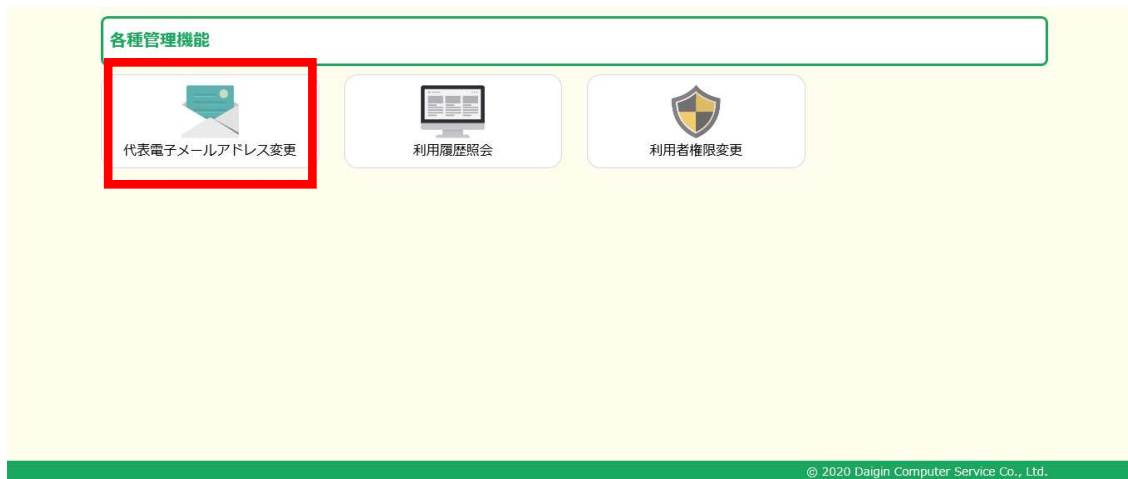 各種管理機能
代表電子メールアドレス変更
利用履歴照会
利用者権限変更
© 2020 Daigin Computer Service Co., Ltd.